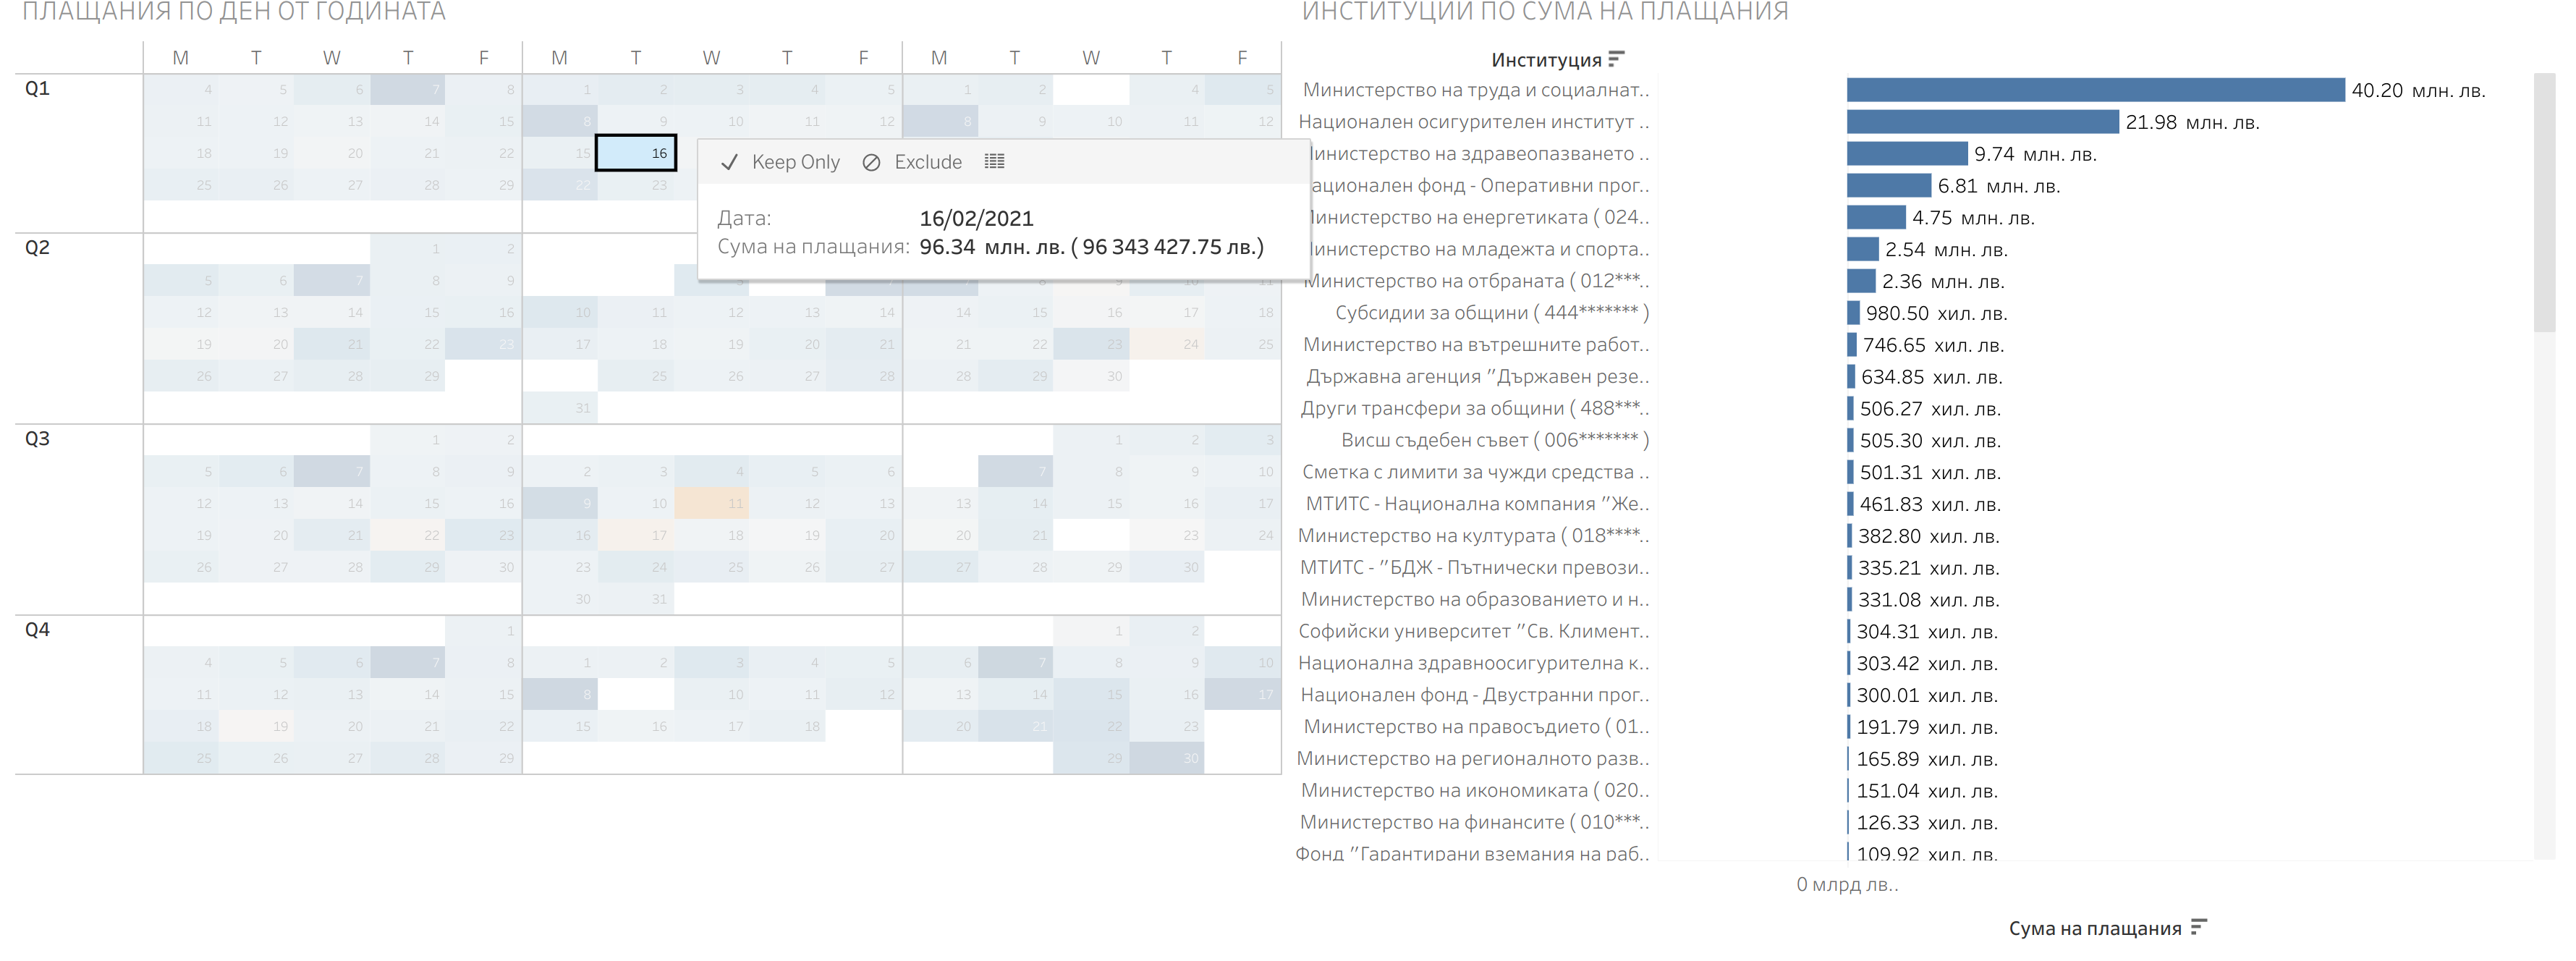 ПЛАЩАНИЯ ПО ДЕН ОТ ГОДИНАТА
M T W T F M T W T F M T W T F
Q1 4 5 6 7 8 1 2 3 4 5 1 2 4 5
11 12 13 14 15 8 9 10 11 12 8 9 10 11 12
18 19 20 21 22 15 16
25 26 27 28 29 22 23
Keep Only Exclude
Дата: 16/02/2021
Сума на плащания: 96.34 млн. лв. ( 96 343 427.75 лв.)
Q2 1 2
5 6 7 8 9
12 13 14 15 16 10 11 12 13 14 14 15 16 17 18
19 20 21 22 23 17 18 19 20 21 21 22 23 24 25
26 27 28 29 25 26 27 28 28 29 30
31
Q3 1 2 1 2 3
5 6 7 8 9 2 3 4 5 6 7 8 9 10
12 13 14 15 16 9 10 11 12 13 13 14 15 16 17
19 20 21 22 23 16 17 18 19 20 20 21 23 24
26 27 28 29 30 23 24 25 26 27 27 28 29 30
30 31
Q4 1 1 2
4 5 6 7 8 1 2 3 4 5 6 7 8 9 10
11 12 13 14 15 8 10 11 12 13 14 15 16 17
18 19 20 21 22 15 16 17 18 20 21 22 23
25 26 27 28 29 29 30
ИНСТИТУЦИИ ПО СУМА НА ПЛАЩАНИЯ
Институция
Министерство на труда и социалнат.. 40.20 млн. лв.
Национален осигурителен институт .. 21.98 млн. лв.
инистерство на здравеопазването .. 9.74 млн. лв.
ационален фонд - Оперативни прог.. 6.81 млн. лв.
инистерство на енергетиката ( 024.. 4.75 млн. лв.
инистерство на младежта и спорта.. 2.54 млн. лв.
Министерство на отбраната ( 012***.. 2.36 млн. лв.
Субсидии за общини ( 444******* ) 980.50 хил. лв.
Министерство на вътрешните работ.. 746.65 хил. лв.
Държавна агенция "Държавен резе.. 634.85 хил. лв.
Други трансфери за общини ( 488***.. 506.27 хил. лв.
Висш съдебен съвет ( 006******* ) 505.30 хил. лв.
Сметка с лимити за чужди средства .. 501.31 хил. лв.
МТИТС - Национална компания "Же.. 461.83 хил. лв.
Министерство на културата ( 018****.. 382.80 хил. лв.
МТИТС - "БДЖ - Пътнически превози.. 335.21 хил. лв.
Министерство на образованието и н.. 331.08 хил. лв.
Софийски университет "Св. Климент.. 304.31 хил. лв.
Национална здравноосигурителна к.. 303.42 хил. лв.
Национален фонд - Двустранни прог.. 300.01 хил. лв.
Министерство на правосъдието ( 01.. 191.79 хил. лв.
Министерство на регионалното разв.. 165.89 хил. лв.
Министерство на икономиката ( 020.. 151.04 хил. лв.
Министерство на финансите ( 010***.. 126.33 хил. лв.
Фонд "Гарантирани вземания на раб.. 109.92 хил. лв.
0 млрд лв..
Сума на плащания